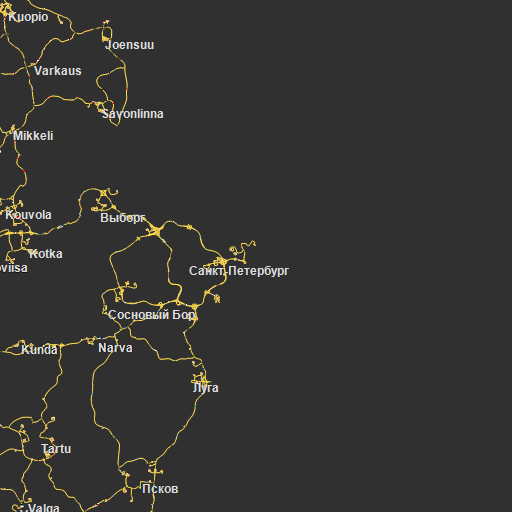 Kuopio
Joensuu
Varkaus
Savonlinna
Mikkeli
Kouvola
Выборг
Kotka
oviisa
Санкт-Петербург
Сосновый Бор
Kunda
Narva
Луга
Tartu
Псков
Valga